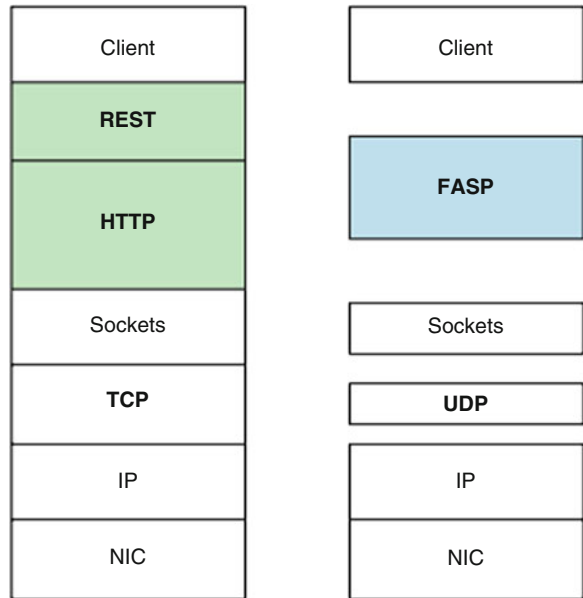 Client
REST
HTTP
Sockets
TCP
IP
NIC
Client
FASP
Sockets
UDP
IP
NIC